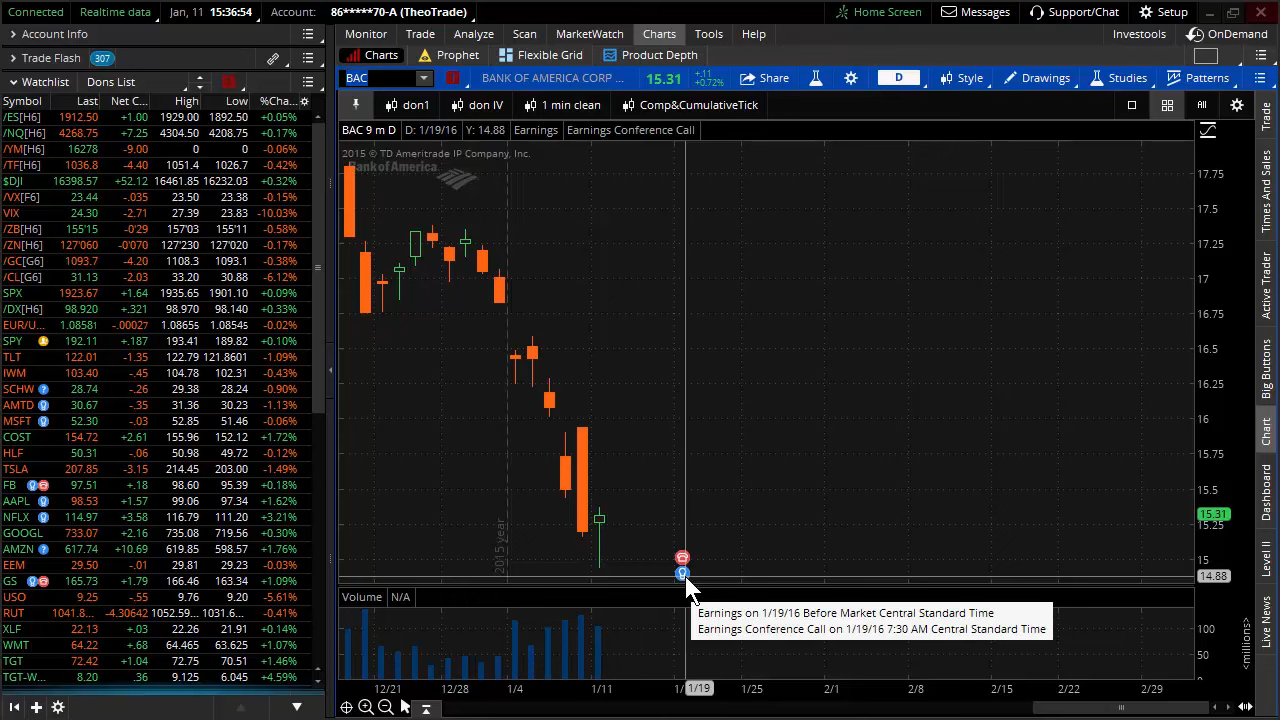 Connected Realtime data Jan, 11 15:36:54 Account: 86*****70-A (TheoTrade) Home Screen Messages Support/Chat Setup
Account Info Monitor Trade Analyze Scan MarketWatch Charts Tools Help Investools OnDemand
Trade Flash 307 Charts Prophet Flexible Grid Product Depth
Watchlist Dons List BAC BANK OF AMERICA CORP ... 15.31 +.11 +0.72% Share D Style Drawings Studies Patterns
Symbol Last Net C... High Low %Cha... don1 don IV 1 min clean Comp&CumulativeTick All
/ES[H6] 1912.50 +1.00 1929.00 1892.50 +0.05%
/NQ[H6] 4268.75 +7.25 4304.50 4208.75 +0.17%
/YM[H6] 16278 -9.00 0 0 -0.06%
/TF[H6] 1036.8 -4.40 1051.4 1026.7 -0.42%
$DJI 16398.57 +52.12 16461.85 16232.03 +0.32%
/VX[F6] 23.44 -.035 23.50 23.38 -0.15%
VIX 24.30 -2.71 27.39 23.83 -10.03%
/ZB[H6] 155'15 -0'29 157'03 155'11 -0.58%
/ZN[H6] 127'060 -0'070 127'230 127'020 -0.17%
/GC[G6] 1093.7 -4.20 1108.3 1093.1 -0.38%
/CL[G6] 31.13 -2.03 33.20 30.88 -6.12%
SPX 1923.67 +1.64 1935.65 1901.10 +0.09%
/DX[H6] 98.920 +.321 98.970 98.140 +0.33%
EUR/U... 1.08581 -.00027 1.0865s 1.0854s -0.02%
SPY 192.11 +.187 193.41 189.82 +0.10%
TLT 122.01 -1.35 122.79 121.8601 -1.09%
IWM 103.40 -.45 104.78 102.31 -0.43%
SCHW 28.74 -.26 29.38 28.24 -0.90%
AMTD 30.67 -.35 31.36 30.23 -1.13%
MSFT 52.30 -.03 52.85 51.46 -0.06%
COST 154.72 +2.61 155.96 152.12 +1.72%
HLF 50.31 -.06 50.98 49.72 -0.12%
TSLA 207.85 -3.15 214.45 203.00 -1.49%
FB 97.51 +.18 98.60 95.39 +0.18%
AAPL 98.53 +1.57 99.06 97.34 +1.62%
NFLX 114.97 +3.58 116.79 111.20 +3.21%
GOOGL 733.07 +2.16 735.08 719.56 +0.30%
AMZN 617.74 +10.69 619.85 598.57 +1.76%
EEM 29.50 -.01 29.81 29.23 -0.03%
GS 165.73 +1.79 166.46 163.34 +1.09%
USO 9.25 -.55 9.76 9.20 -5.61%
RUT 1041.8... -4.30642 1052.59... 1031.6... -0.41%
XLF 22.13 +.03 22.26 21.91 +0.14%
WMT 64.22 +.68 64.465 63.625 +1.07%
TGT 72.42 +1.04 72.75 70.51 +1.46%
TGT-W... 8.20 .36 9.125 6.045 +4.59%
BAC 9 m D D: 1/19/16 Y: 14.88 Earnings Earnings Conference Call
2015 © TD Ameritrade IP Company, Inc.
Bank of America
17.75
17.5
17.25
17
16.75
16.5
16.25
16
15.75
15.5
15.31
15.25
15
14.88
2015 year
Earnings on 1/19/16 Before Market Central Standard Time
Earnings Conference Call on 1/19/16 7:30 AM Central Standard Time
Volume N/A
100
50
0
<millions>
12/21 12/28 1/4 1/11 1/ 1/19 1/25 2/1 2/8 2/15 2/22 2/29
Trade
Times And Sales
Active Trader
Big Buttons
Chart
Dashboard
Level II
Live News